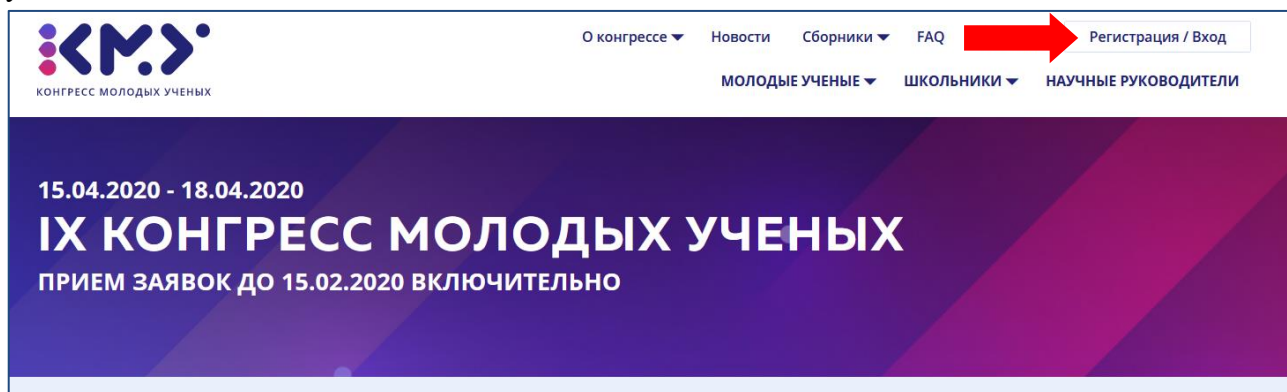 КМУ
КОНГРЕСС МОЛОДЫХ УЧЕНЫХ
О конгрессе Новости Сборники FAQ Регистрация / Вход
МОЛОДЫЕ УЧЕНЫЕ ШКОЛЬНИКИ НАУЧНЫЕ РУКОВОДИТЕЛИ
15.04.2020 - 18.04.2020
IX КОНГРЕСС МОЛОДЫХ УЧЕНЫХ
ПРИЕМ ЗАЯВОК ДО 15.02.2020 ВКЛЮЧИТЕЛЬНО